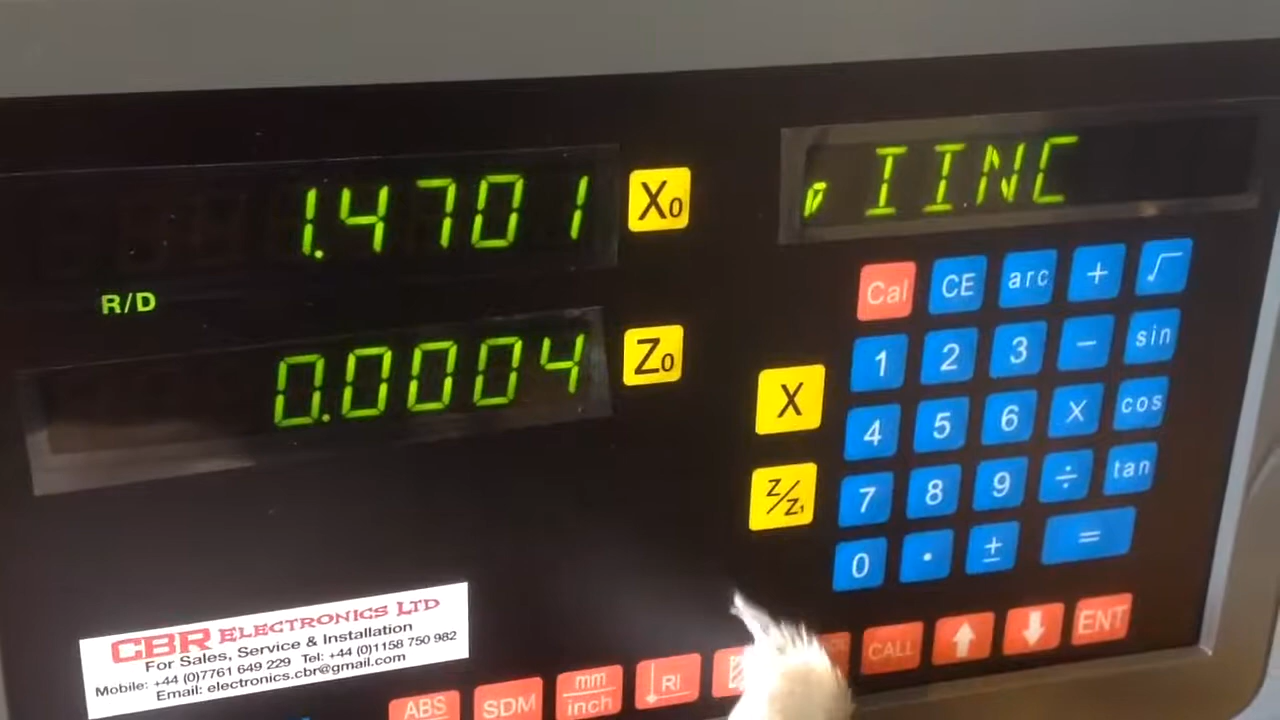 1.4701
X0
IINC
R/D
0.0004
Z0
Cal CE arc + √
1 2 3 - sin
X
4 5 6 X cos
Z/Z1
7 8 9 ÷ tan
0 . ± =
CBR ELECTRONICS LTD
For Sales, Service & Installation
Mobile: +44 (0)7761 649 229 Tel: +44 (0)1158 750 982
Email: electronics.cbr@gmail.com
ABS SDM mm inch RI CALL ENT